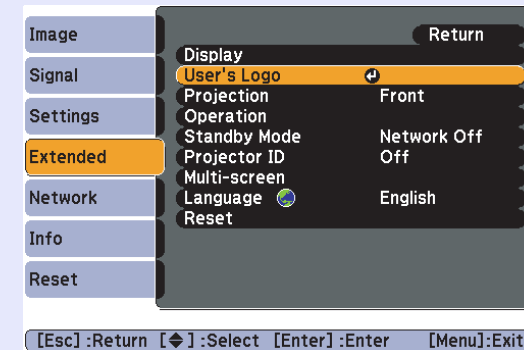 Image
Signal
Settings
Extended
Network
Info
Reset
Return
Display
User's Logo
Projection Front
Operation
Standby Mode Network Off
Projector ID Off
Multi-screen
Language English
Reset
[Esc] :Return [◆] :Select [Enter] :Enter [Menu]:Exit